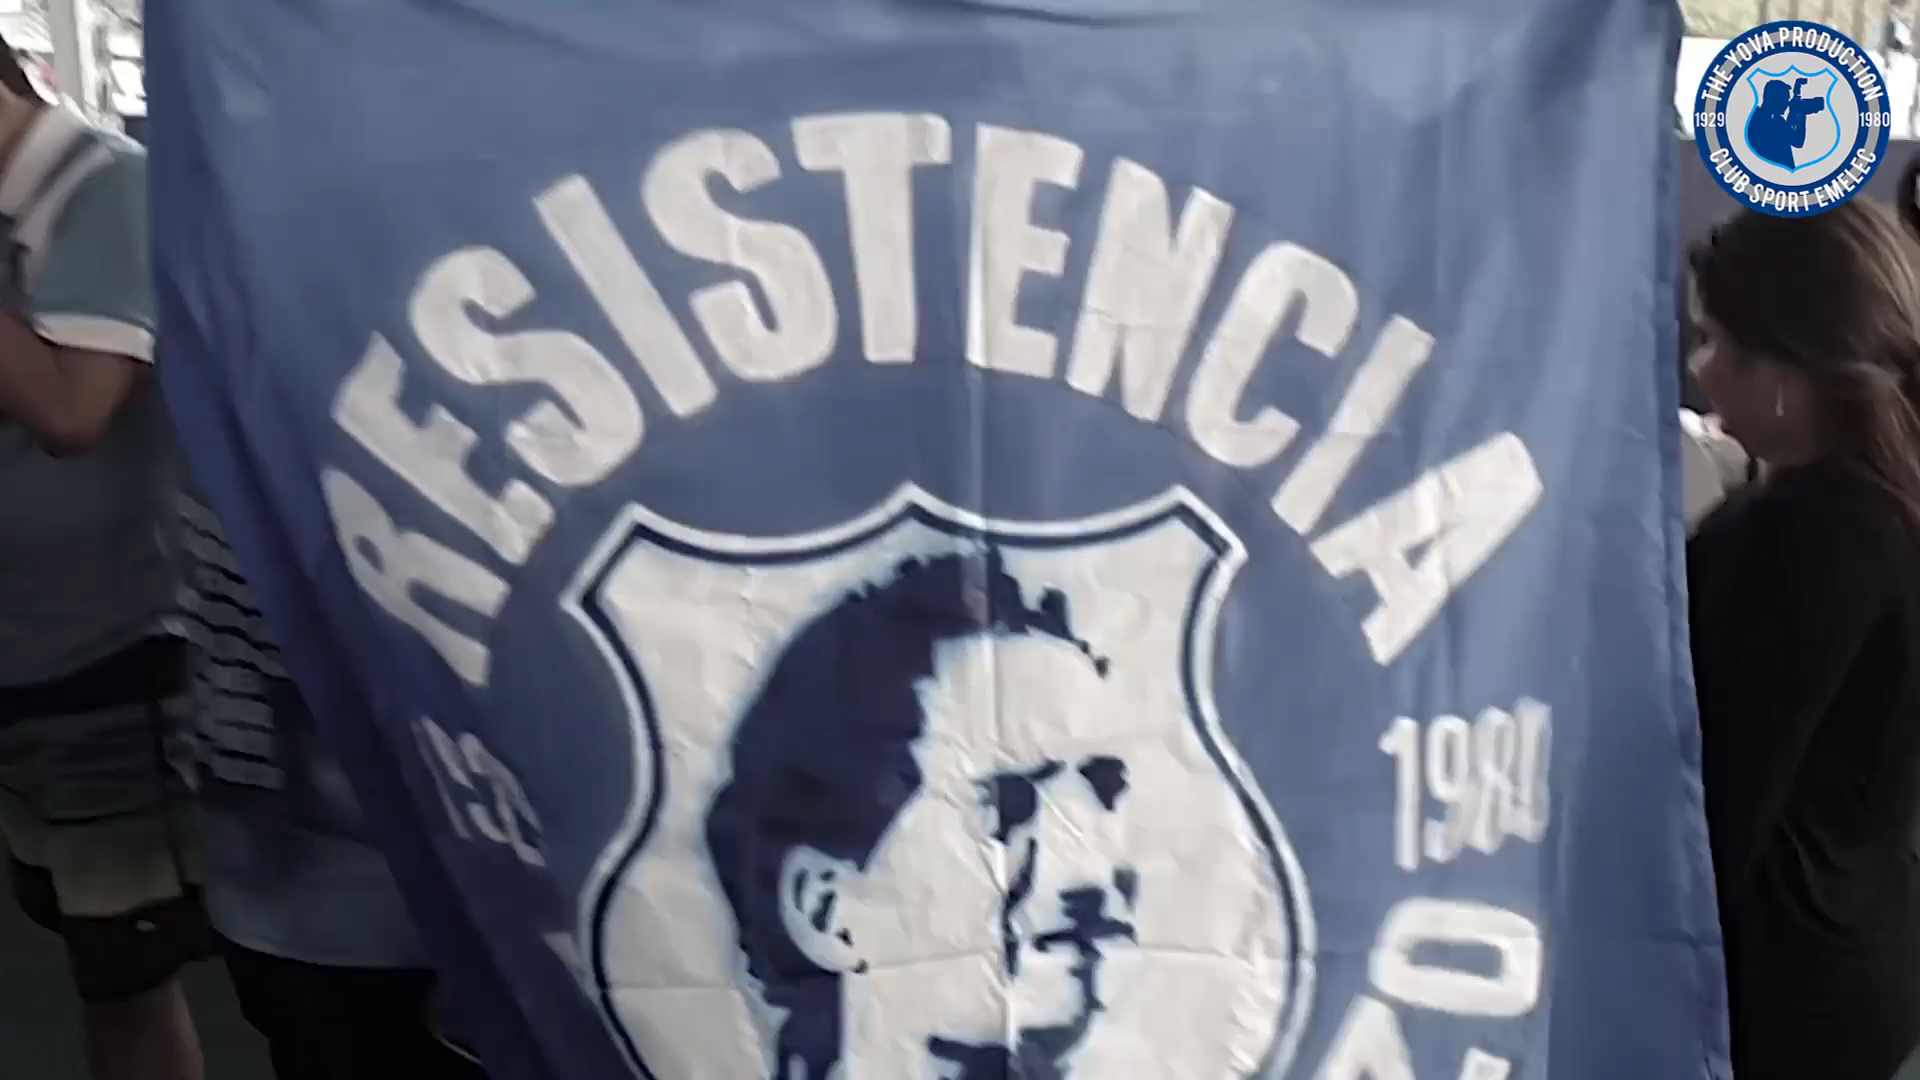 THE YOVA PRODUCTION
1929
1980
CLUB SPORT EMELEC
RESISTENCIA
1980